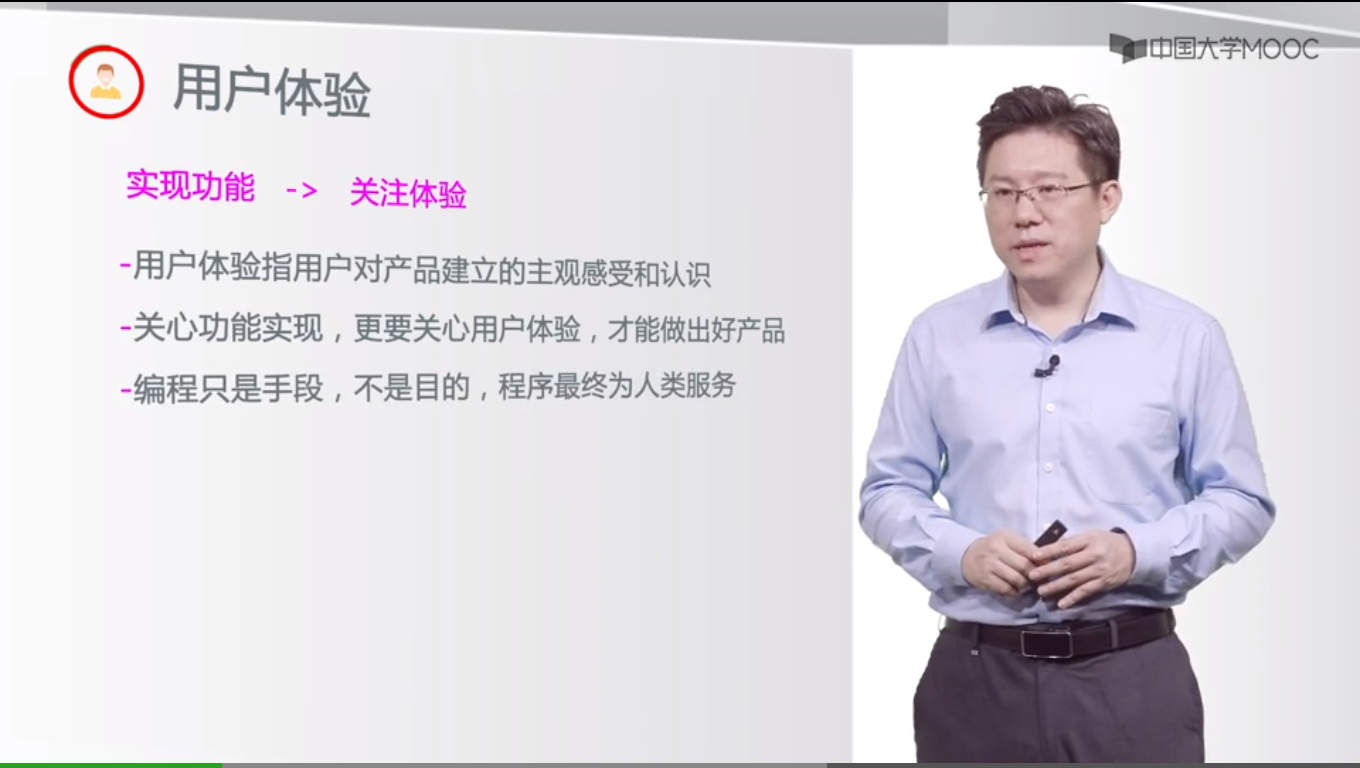 中国大学MOOC
用户体验
实现功能 -> 关注体验
-用户体验指用户对产品建立的主观感受和认识
-关心功能实现，更要关心用户体验，才能做出好产品
-编程只是手段，不是目的，程序最终为人类服务